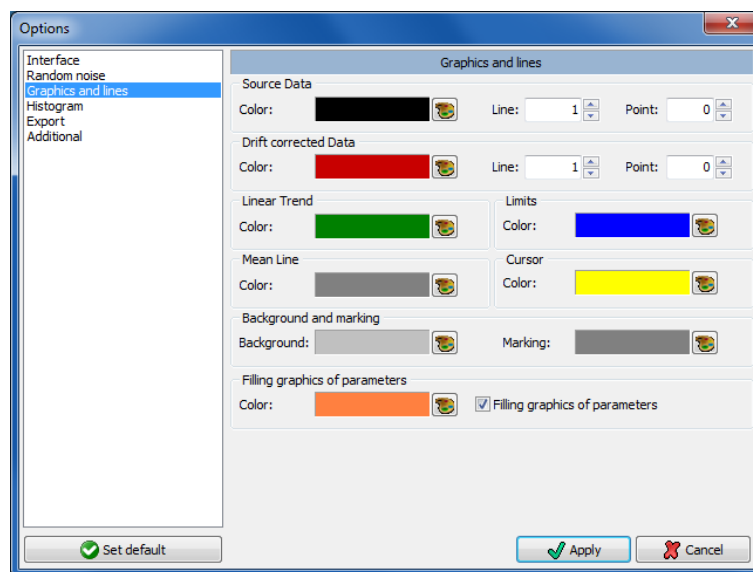 Options
Interface
Random noise
Graphics and lines
Histogram
Export
Additional
Graphics and lines
Source Data
Color: Line: 1 Point: 0
Drift corrected Data
Color: Line: 1 Point: 0
Linear Trend Limits
Color: Color:
Mean Line Cursor
Color: Color:
Background and marking
Background: Marking:
Filling graphics of parameters
Color: Filling graphics of parameters
Set default Apply Cancel